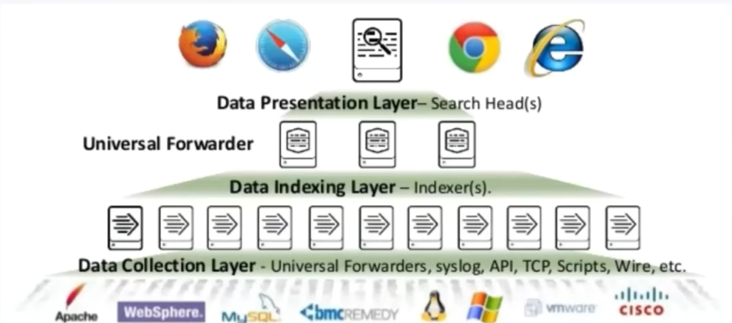 Data Presentation Layer– Search Head(s)
Universal Forwarder
Data Indexing Layer – Indexer(s).
Data Collection Layer - Universal Forwarders, syslog, API, TCP, Scripts, Wire, etc.
Apache WebSphere. MySQL bmcREMEDY vmware CISCO